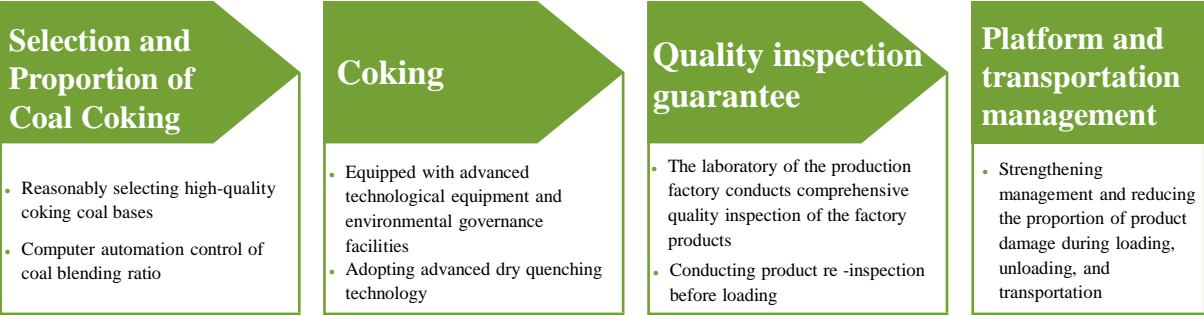 Selection and
Proportion of
Coal Coking
• Reasonably selecting high-quality
coking coal bases
• Computer automation control of
coal blending ratio
Coking
• Equipped with advanced
technological equipment and
environmental governance
facilities
• Adopting advanced dry quenching
technology
Quality inspection
guarantee
• The laboratory of the production
factory conducts comprehensive
quality inspection of the factory
products
• Conducting product re -inspection
before loading
Platform and
transportation
management
• Strengthening
management and reducing
the proportion of product
damage during loading,
unloading, and
transportation